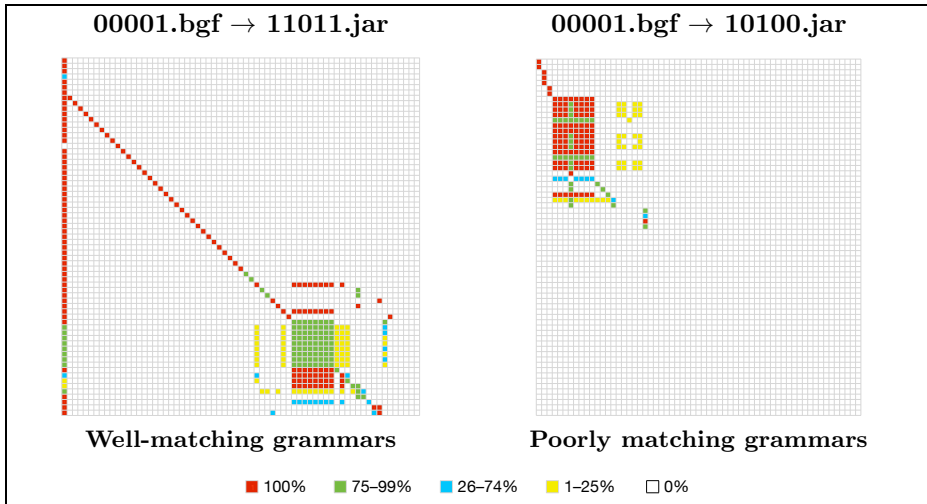 00001.bgf → 11011.jar
00001.bgf → 10100.jar
Well-matching grammars
Poorly matching grammars
100%
75–99%
26–74%
1–25%
0%